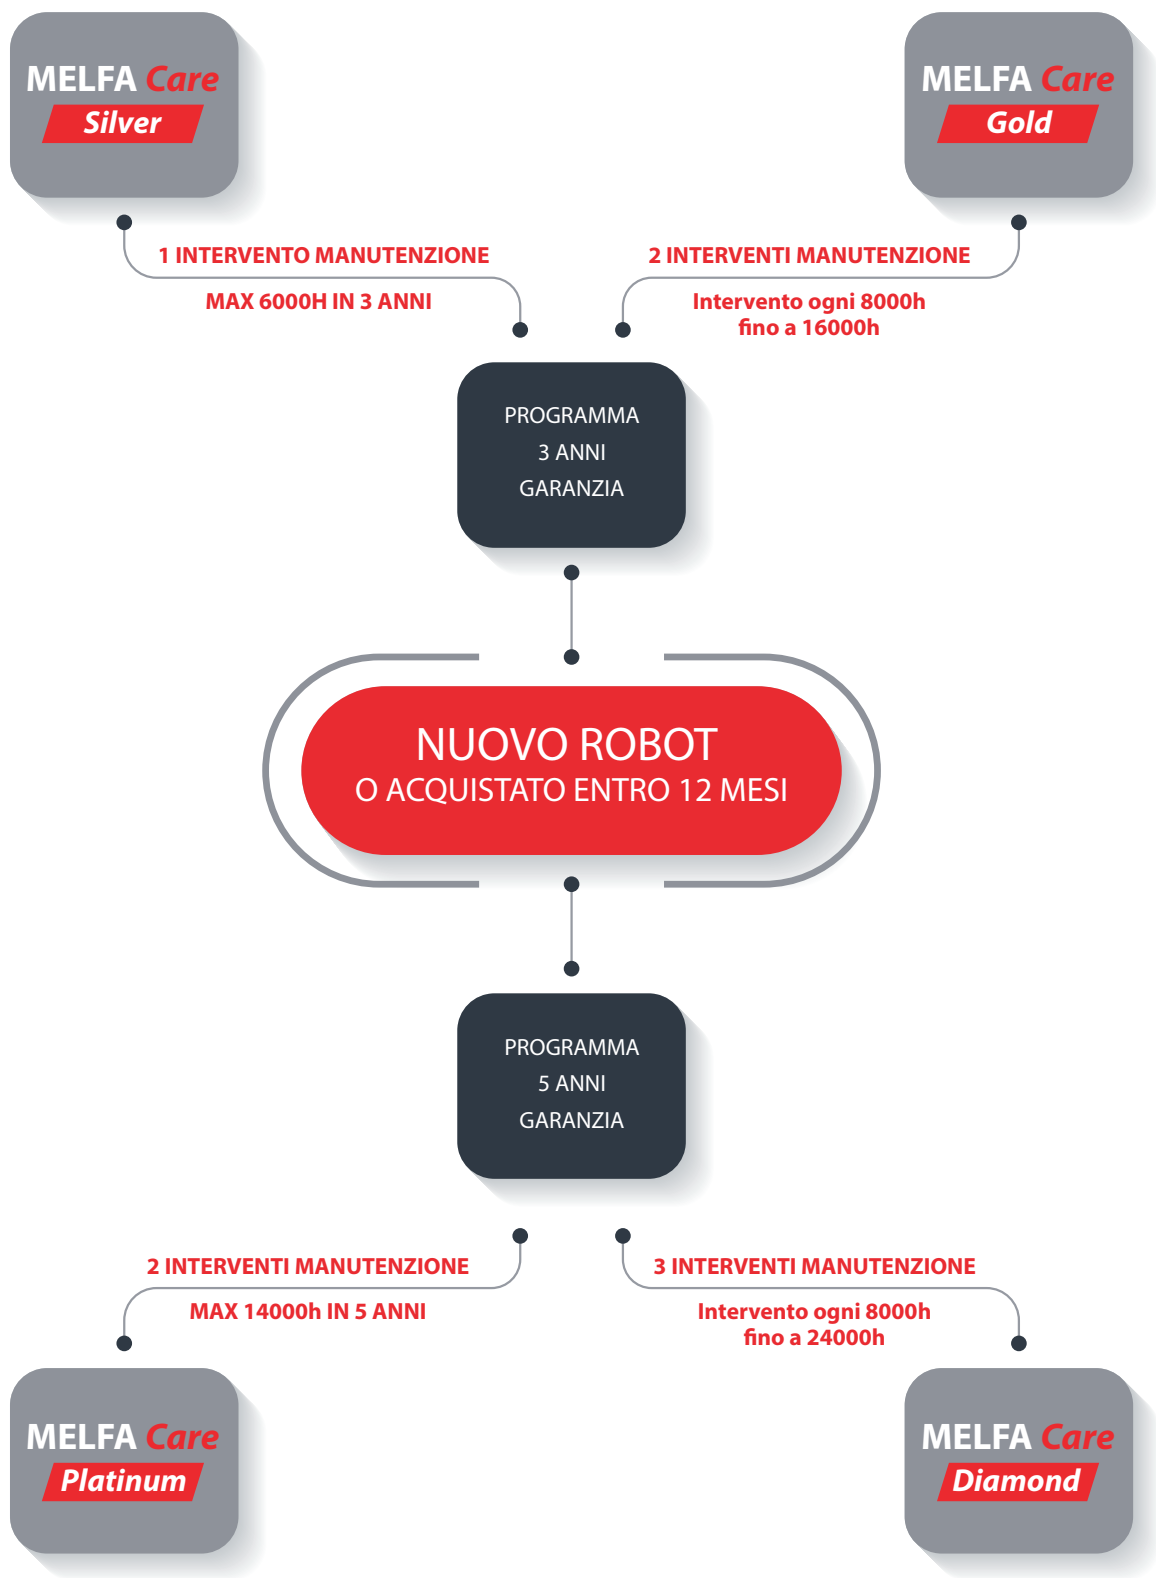 MELFA Care
Silver
MELFA Care
Gold
1 INTERVENTO MANUTENZIONE
MAX 6000H IN 3 ANNI
2 INTERVENTI MANUTENZIONE
Intervento ogni 8000h
fino a 16000h
PROGRAMMA
3 ANNI
GARANZIA
NUOVO ROBOT
O ACQUISTATO ENTRO 12 MESI
PROGRAMMA
5 ANNI
GARANZIA
2 INTERVENTI MANUTENZIONE
MAX 14000h IN 5 ANNI
3 INTERVENTI MANUTENZIONE
Intervento ogni 8000h
fino a 24000h
MELFA Care
Platinum
MELFA Care
Diamond